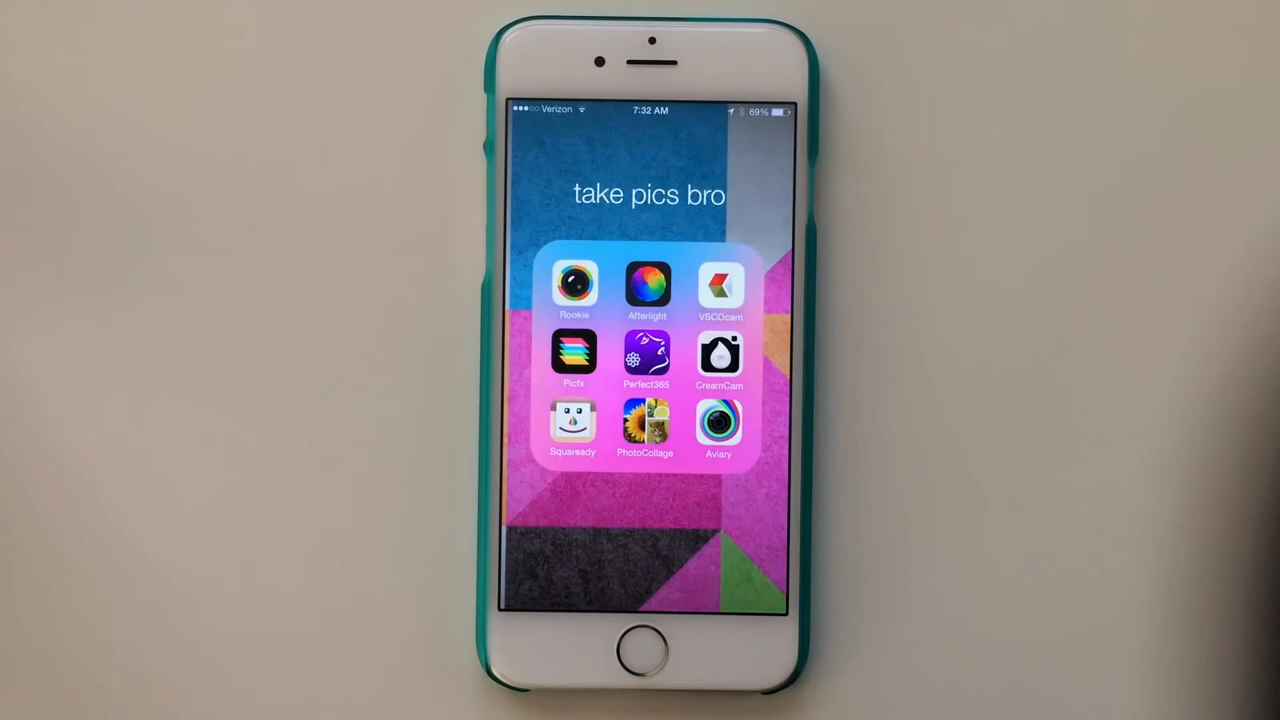 Verizon 7:32 AM 69%
take pics bro
Rookie Afterlight VSCOcam
Picfx Perfect365 CreamCam
Squaready PhotoCollage Aviary